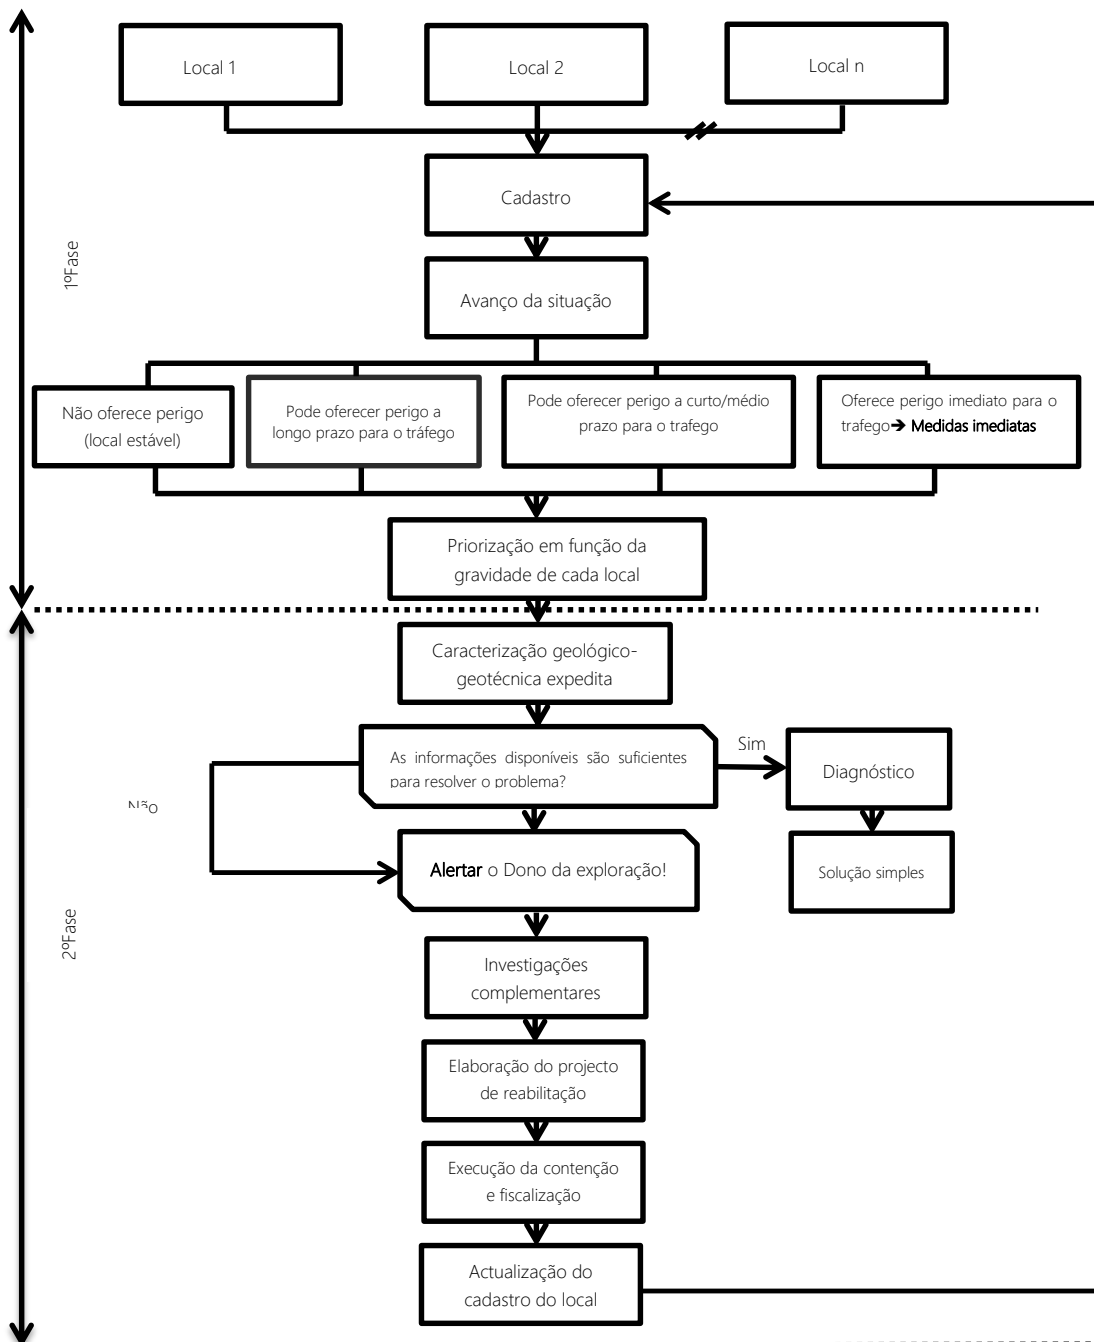 Local 1
Local 2
Local n
Cadastro
1ºFase
Avanço da situação
Não oferece perigo
(local estável)
Pode oferecer perigo a
longo prazo para o tráfego
Pode oferecer perigo a curto/médio
prazo para o trafego
Oferece perigo imediato para o
trafego➔ Medidas imediatas
Priorização em função da
gravidade de cada local
Caracterização geológico-
geotécnica expedita
As informações disponíveis são suficientes
para resolver o problema?
Sim
Diagnóstico
Não
Alertar o Dono da exploração!
Solução simples
2ºFase
Investigações
complementares
Elaboração do projecto
de reabilitação
Execução da contenção
e fiscalização
Actualização do
cadastro do local